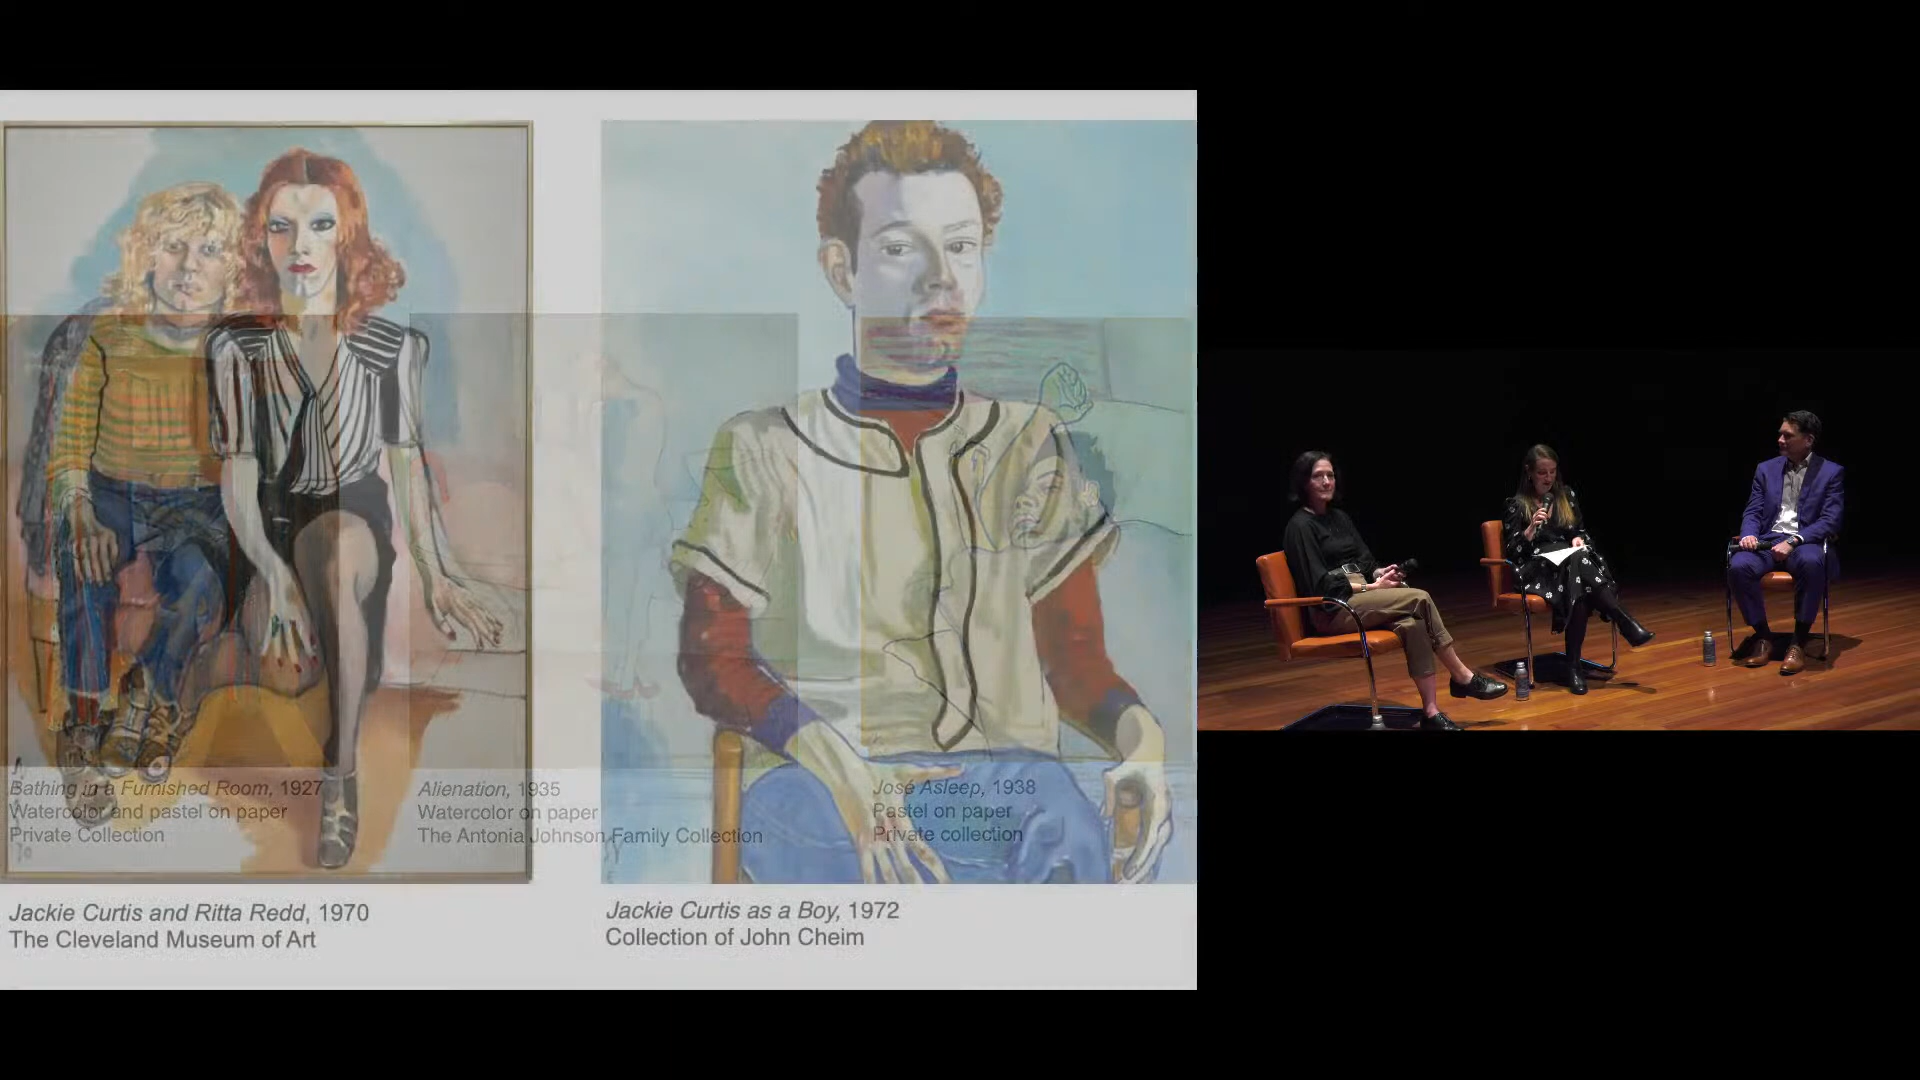 Bathing in a Furnished Room, 1927
Watercolor and pastel on paper
Private Collection
Alienation, 1935
Watercolor on paper
The Antonia Johnson Family Collection
José Asleep, 1938
Pastel on paper
Private collection
Jackie Curtis and Ritta Redd, 1970
The Cleveland Museum of Art
Jackie Curtis as a Boy, 1972
Collection of John Cheim